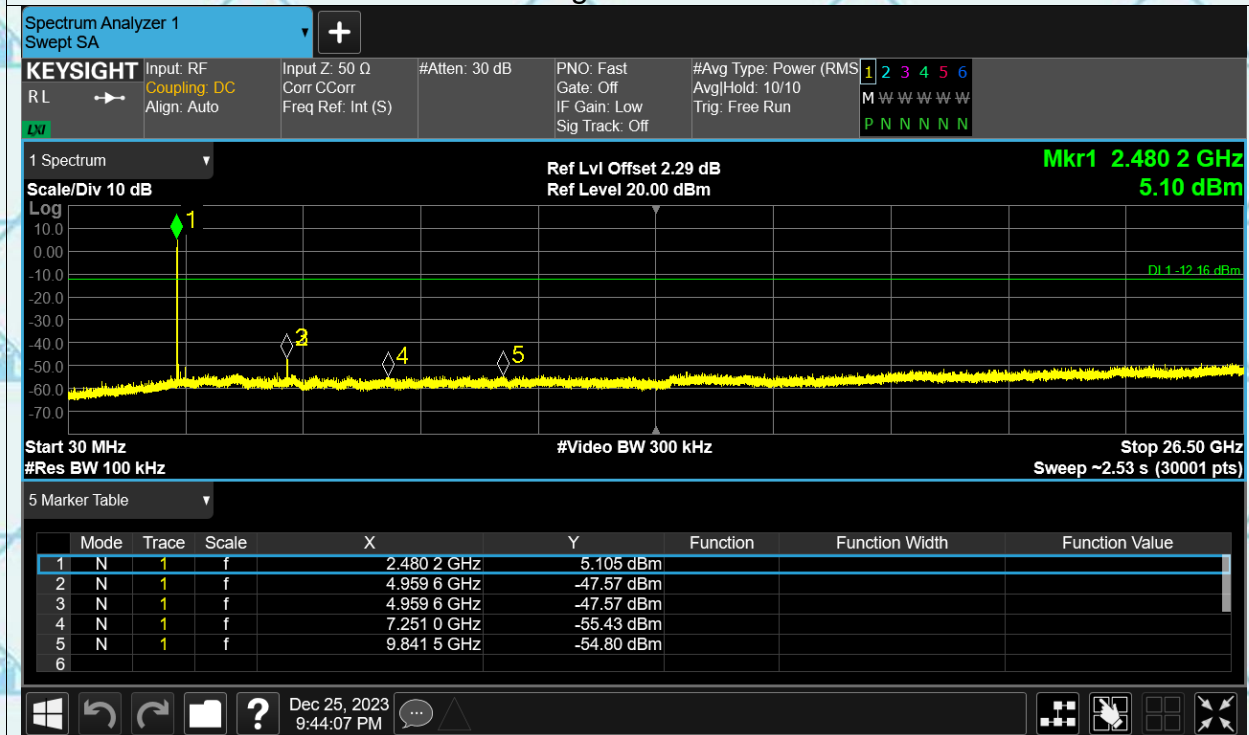 Spectrum Analyzer 1
Swept SA
+
KEYSIGHT Input: RF Input Z: 50 Ω #Atten: 30 dB PNO: Fast #Avg Type: Power (RMS 1 2 3 4 5 6
RL Coupling: DC Corr CCorr Gate: Off Avg|Hold: 10/10 M W W W W W
Align: Auto Freq Ref: Int (S) IF Gain: Low Trig: Free Run
LXI Sig Track: Off P N N N N N
1 Spectrum Ref Lvl Offset 2.29 dB Mkr1 2.480 2 GHz
Scale/Div 10 dB Ref Level 20.00 dBm 5.10 dBm
Log
1
10.0
0.00
-10.0 DL1 -12.16 dBm
-20.0
-30.0
-40.0 3
4 5
-50.0
-60.0
-70.0
Start 30 MHz #Video BW 300 kHz Stop 26.50 GHz
#Res BW 100 kHz Sweep ~2.53 s (30001 pts)
5 Marker Table
Mode Trace Scale X Y Function Function Width Function Value
1 N 1 f 2.480 2 GHz 5.105 dBm
2 N 1 f 4.959 6 GHz -47.57 dBm
3 N 1 f 4.959 6 GHz -47.57 dBm
4 N 1 f 7.251 0 GHz -55.43 dBm
5 N 1 f 9.841 5 GHz -54.80 dBm
6
? Dec 25, 2023
9:44:07 PM